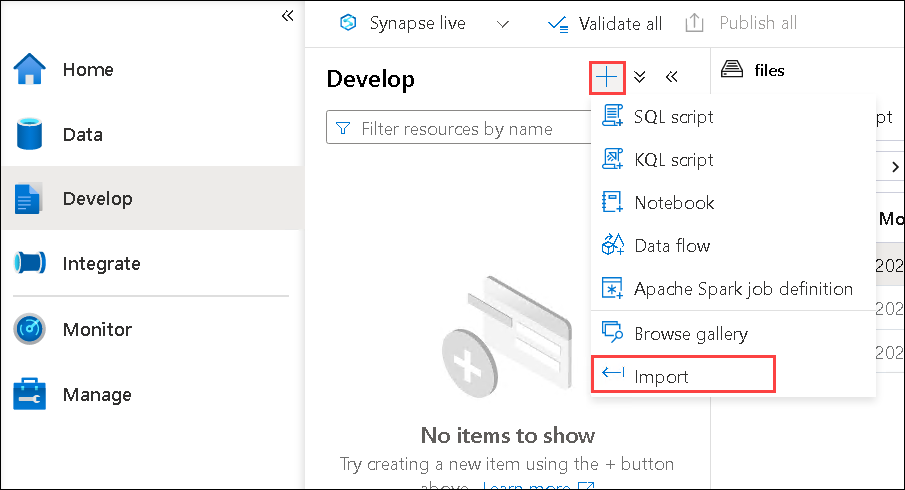 Synapse live
Validate all
Publish all
Home
Data
Develop
Integrate
Monitor
Manage
Develop
Filter resources by name
SQL script
KQL script
Notebook
Data flow
Apache Spark job definition
Browse gallery
Import
No items to show
Try creating a new item using the + button
above. Learn more
files
pt
Mo
202
202
202